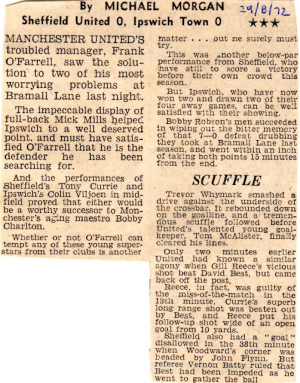 By MICHAEL MORGAN
29/8/72
Sheffield United 0, Ipswich Town 0 ★★★
MANCHESTER UNITED'S
troubled manager, Frank
O'Farrell, saw the solu-
tion to two of his most
worrying problems at
Bramall Lane last night.
The impeccable display of
full-back Mick Mills helped
Ipswich to a well deserved
point, and must have satis-
fied O'Farrell that he is the
defender he has been
searching for.
And the performances of
Sheffield's Tony Currie and
Ipswich's Colin Viljoen in mid-
field proved that either would
be a worthy successor to Man-
chester's aging maestro Bobby
Charlton.
Whether or not O'Farrell can
tempt any of these young super-
stars from their clubs is another
matter . . . but he surely must
try.
This was another below-par
performance from Sheffield, who
have still to score a victory
before their own crowd this
season.
But Ipswich, who have now
won two and drawn two of their
four away games, can be well
satisfied with their showing.
Bobby Robson's men succeeded
in wiping out the bitter memory
of that 7—0 defeat drubbing
they took at Bramall Lane last
season, and went within an inch
of taking both points 15 minutes
from the end.
SCUFFLE
Trevor Whymark smashed a
drive against the underside of
the crossbar. It rebounded down
on the goalline, and a tremen-
dous scuffle followed before
United's talented young goal-
keeper, Tom McAlister, finally
cleared his lines.
Only two minutes earlier
United had known a similar
agony when Gill Reece's vicious
shot beat David Best, but came
back off the post.
Reece, in fact, was guilty of
the miss-of-the-match in the
13th minute. Currie's superb
long range shot was beaten out
by Best, and Reece put his
follow-up shot wide of an open
goal from 10 yards.
Sheffield also had a "goal"
disallowed in the 38th minute
when Woodward's corner was
headed by John Flynn. But
referee Vernon Batty ruled that
Best had been impeded as he
went to gather the ball